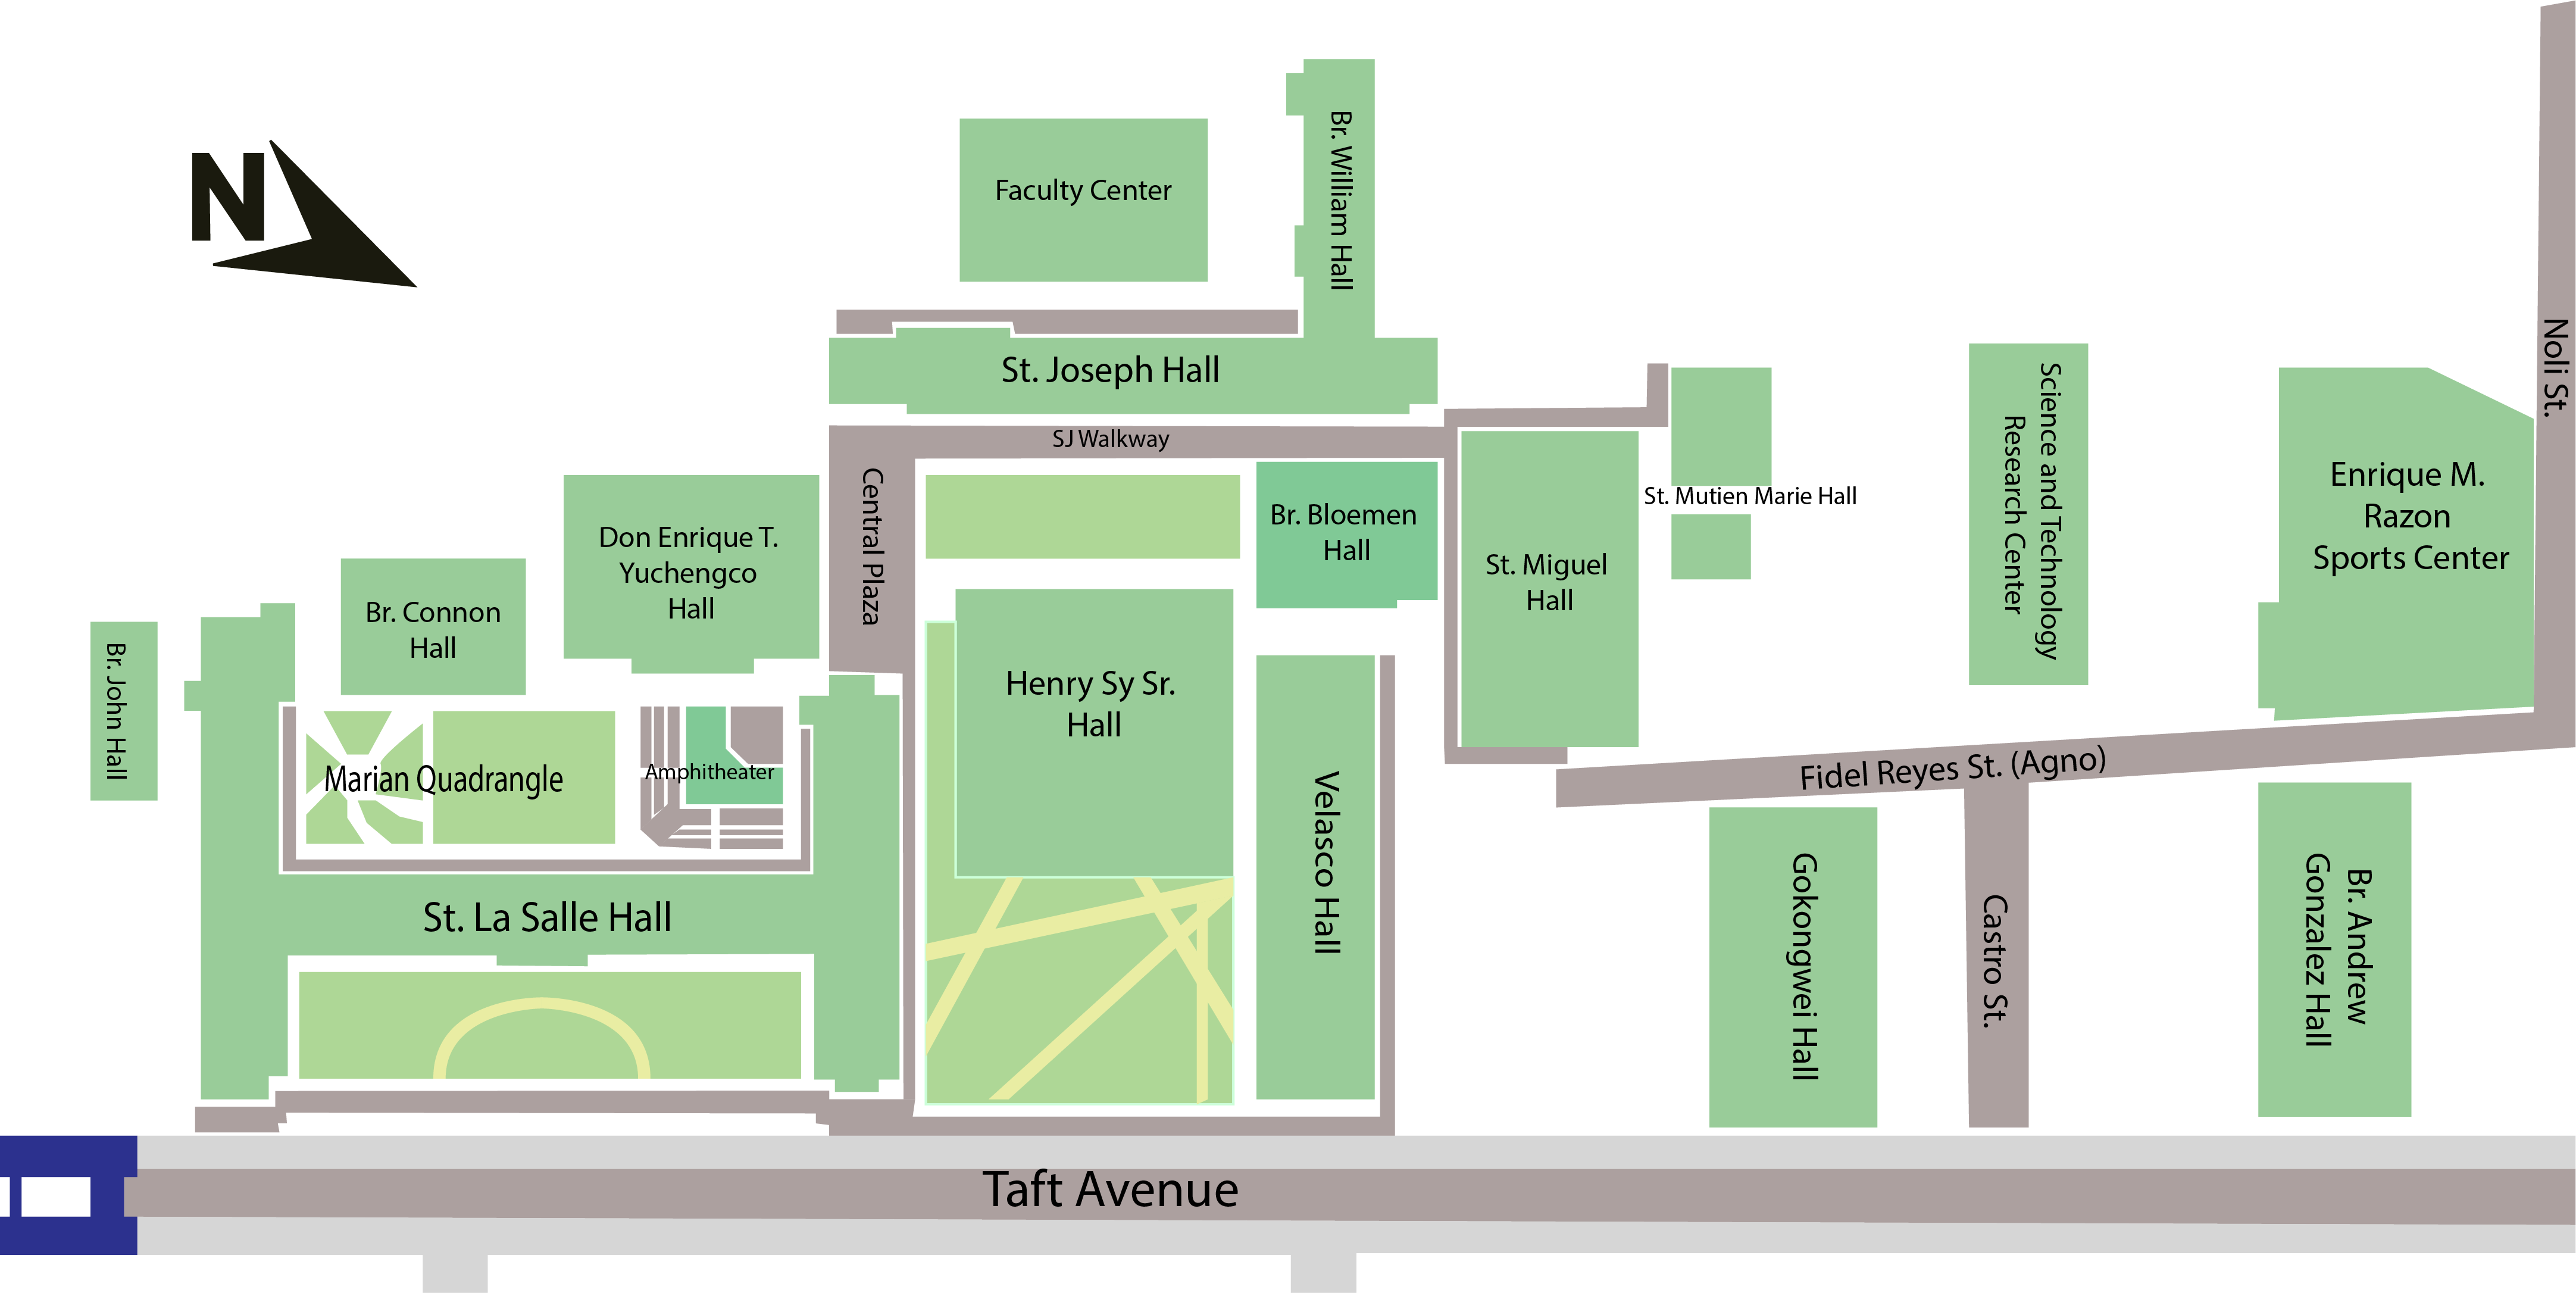 N
Faculty Center
Br. William Hall
St. Joseph Hall
SJ Walkway
Noli St.
Central Plaza
Don Enrique T.
Yuchengco
Hall
Br. Connon
Hall
Br. John Hall
Br. Bloemen
Hall
St. Miguel
Hall
St. Mutien Marie Hall
Science and Technology
Research Center
Enrique M.
Razon
Sports Center
Henry Sy Sr.
Hall
Marian Quadrangle
Amphitheater
Velasco Hall
Fidel Reyes St. (Agno)
St. La Salle Hall
Gokongwei Hall
Castro St.
Br. Andrew
Gonzalez Hall
Taft Avenue